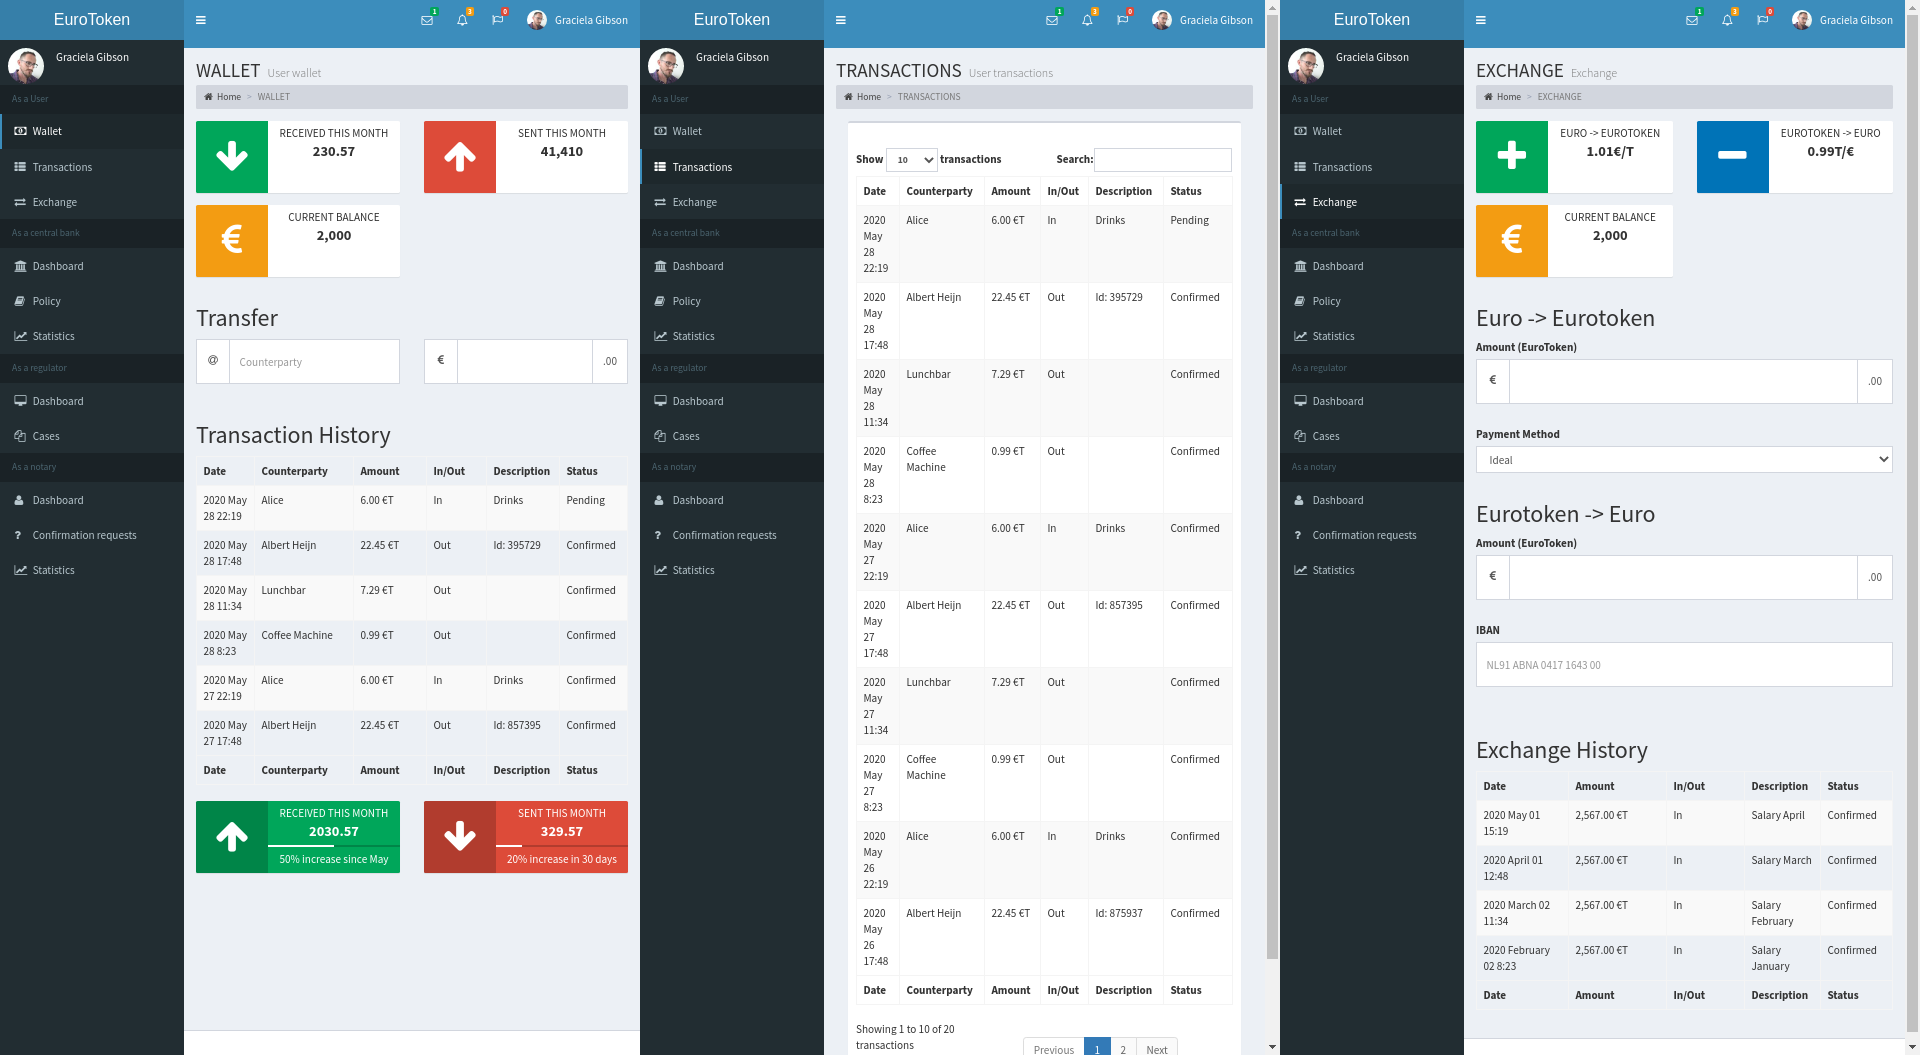 EuroToken
1
3
0
Graciela Gibson
Graciela Gibson
As a User
Wallet
Transactions
Exchange
As a central bank
Dashboard
Policy
Statistics
As a regulator
Dashboard
Cases
As a notary
Dashboard
Confirmation requests
Statistics
WALLET User wallet
Home > WALLET
RECEIVED THIS MONTH
230.57
SENT THIS MONTH
41,410
€
CURRENT BALANCE
2,000
Transfer
@ Counterparty
€ .00
Transaction History
Date Counterparty Amount In/Out Description Status
2020 May 28 22:19 Alice 6.00 €T In Drinks Pending
2020 May 28 17:48 Albert Heijn 22.45 €T Out Id: 395729 Confirmed
2020 May 28 11:34 Lunchbar 7.29 €T Out Confirmed
2020 May 28 8:23 Coffee Machine 0.99 €T Out Confirmed
2020 May 27 22:19 Alice 6.00 €T In Drinks Confirmed
2020 May 27 17:48 Albert Heijn 22.45 €T Out Id: 857395 Confirmed
Date Counterparty Amount In/Out Description Status
RECEIVED THIS MONTH
2030.57
50% increase since May
SENT THIS MONTH
329.57
20% increase in 30 days
EuroToken
1
3
0
Graciela Gibson
Graciela Gibson
As a User
Wallet
Transactions
Exchange
As a central bank
Dashboard
Policy
Statistics
As a regulator
Dashboard
Cases
As a notary
Dashboard
Confirmation requests
Statistics
TRANSACTIONS User transactions
Home > TRANSACTIONS
Show 10 transactions Search:
Date Counterparty Amount In/Out Description Status
2020 May 28 22:19 Alice 6.00 €T In Drinks Pending
2020 May 28 17:48 Albert Heijn 22.45 €T Out Id: 395729 Confirmed
2020 May 28 11:34 Lunchbar 7.29 €T Out Confirmed
2020 May 28 8:23 Coffee Machine 0.99 €T Out Confirmed
2020 May 27 22:19 Alice 6.00 €T In Drinks Confirmed
2020 May 27 17:48 Albert Heijn 22.45 €T Out Id: 857395 Confirmed
2020 May 27 11:34 Lunchbar 7.29 €T Out Confirmed
2020 May 27 8:23 Coffee Machine 0.99 €T Out Confirmed
2020 May 26 22:19 Alice 6.00 €T In Drinks Confirmed
2020 May 26 17:48 Albert Heijn 22.45 €T Out Id: 875937 Confirmed
Date Counterparty Amount In/Out Description Status
Showing 1 to 10 of 20 transactions
Previous 1 2 Next
EuroToken
1
3
0
Graciela Gibson
Graciela Gibson
As a User
Wallet
Transactions
Exchange
As a central bank
Dashboard
Policy
Statistics
As a regulator
Dashboard
Cases
As a notary
Dashboard
Confirmation requests
Statistics
EXCHANGE Exchange
Home > EXCHANGE
EURO -> EUROTOKEN
1.01€/T
EUROTOKEN -> EURO
0.99T/€
€
CURRENT BALANCE
2,000
Euro -> Eurotoken
Amount (EuroToken)
€ .00
Payment Method
Ideal
Eurotoken -> Euro
Amount (EuroToken)
€ .00
IBAN
NL91 ABNA 0417 1643 00
Exchange History
Date Amount In/Out Description Status
2020 May 01 15:19 2,567.00 €T In Salary April Confirmed
2020 April 01 12:48 2,567.00 €T In Salary March Confirmed
2020 March 02 11:34 2,567.00 €T In Salary February Confirmed
2020 February 02 8:23 2,567.00 €T In Salary January Confirmed
Date Amount In/Out Description Status